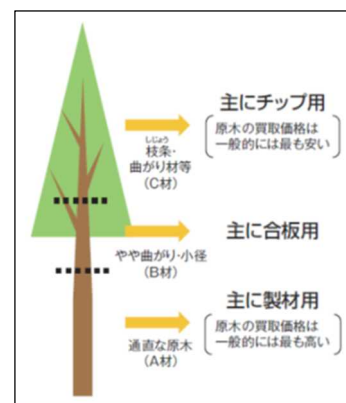 主にチップ用
原木の買取価格は
一般的には最も安い
しじょう
枝条・
曲がり材等
（C材）
主に合板用
やや曲がり・小径
（B材）
主に製材用
原木の買取価格は
一般的には最も高い
通直な原木
（A材）